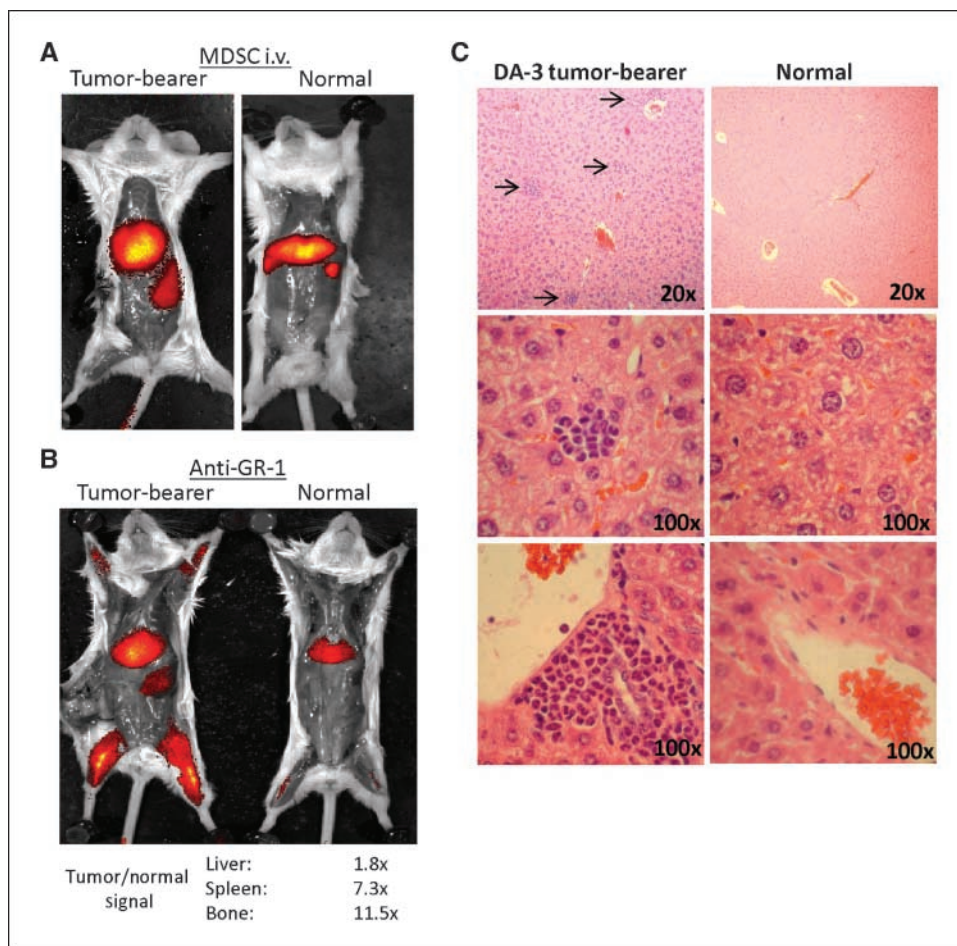 A
MDSC i.v.
Tumor-bearer Normal
B
Anti-GR-1
Tumor-bearer Normal
Tumor/normal
signal
Liver: 1.8x
Spleen: 7.3x
Bone: 11.5x
C
DA-3 tumor-bearer Normal
20x 20x
100x 100x
100x 100x